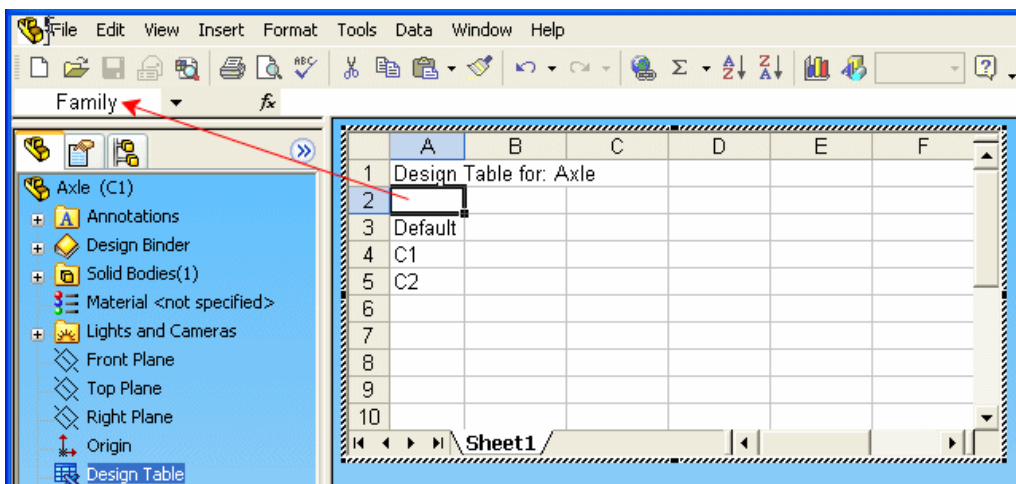 File Edit View Insert Format Tools Data Window Help
ABC
Σ A Z Z A ?
Family fx
A B C D E F
1 Design Table for: Axle
2
3 Default
4 C1
5 C2
6
7
8
9
10
Sheet1
Axle (C1)
A Annotations
Design Binder
Solid Bodies(1)
Material <not specified>
Lights and Cameras
Front Plane
Top Plane
Right Plane
Origin
Design Table